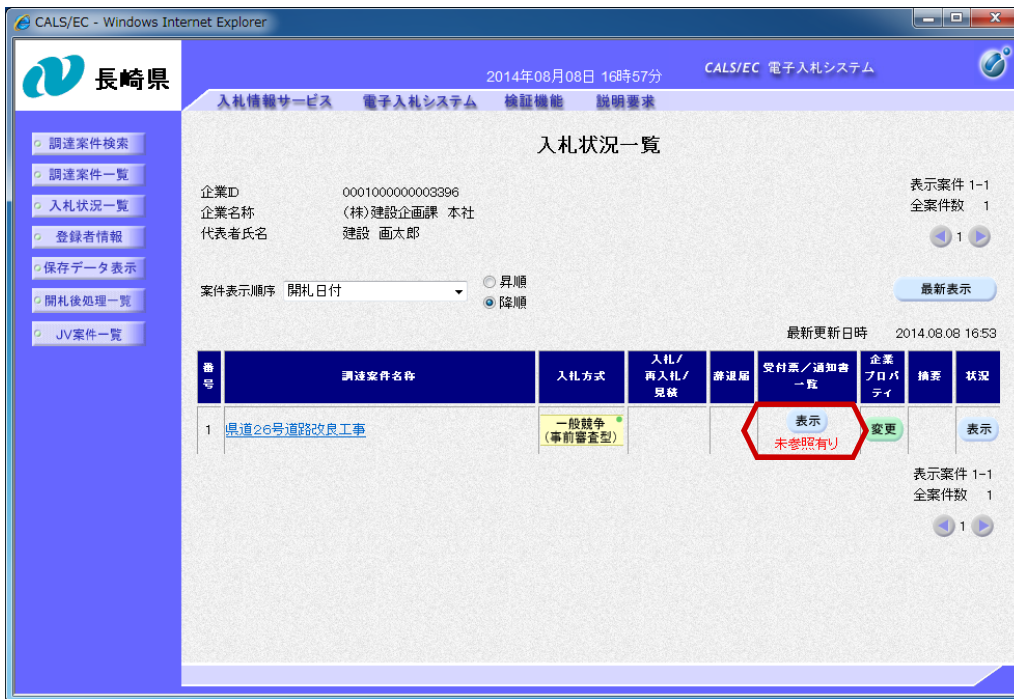 CALS/EC - Windows Internet Explorer
長崎県
2014年08月08日 16時57分
CALS/EC 電子入札システム
入札情報サービス 電子入札システム 検証機能 説明要求
調達案件検索
調達案件一覧
入札状況一覧
登録者情報
保存データ表示
開札後処理一覧
JV案件一覧
入札状況一覧
企業ID 0001000000003396
企業名称 (株)建設企画課 本社
代表者氏名 建設 画太郎
表示案件 1-1
全案件数 1
1
案件表示順序 開札日付
昇順
降順
最新表示
最新更新日時 2014.08.08 16:53
番号 調達案件名称 入札方式 入札/再入札/見積 辞退届 受付票/通知書一覧 企業プロパティ 摘要 状況
1 県道26号道路改良工事 一般競争(事前審査型) 表示 未参照有り 変更 表示
表示案件 1-1
全案件数 1
1